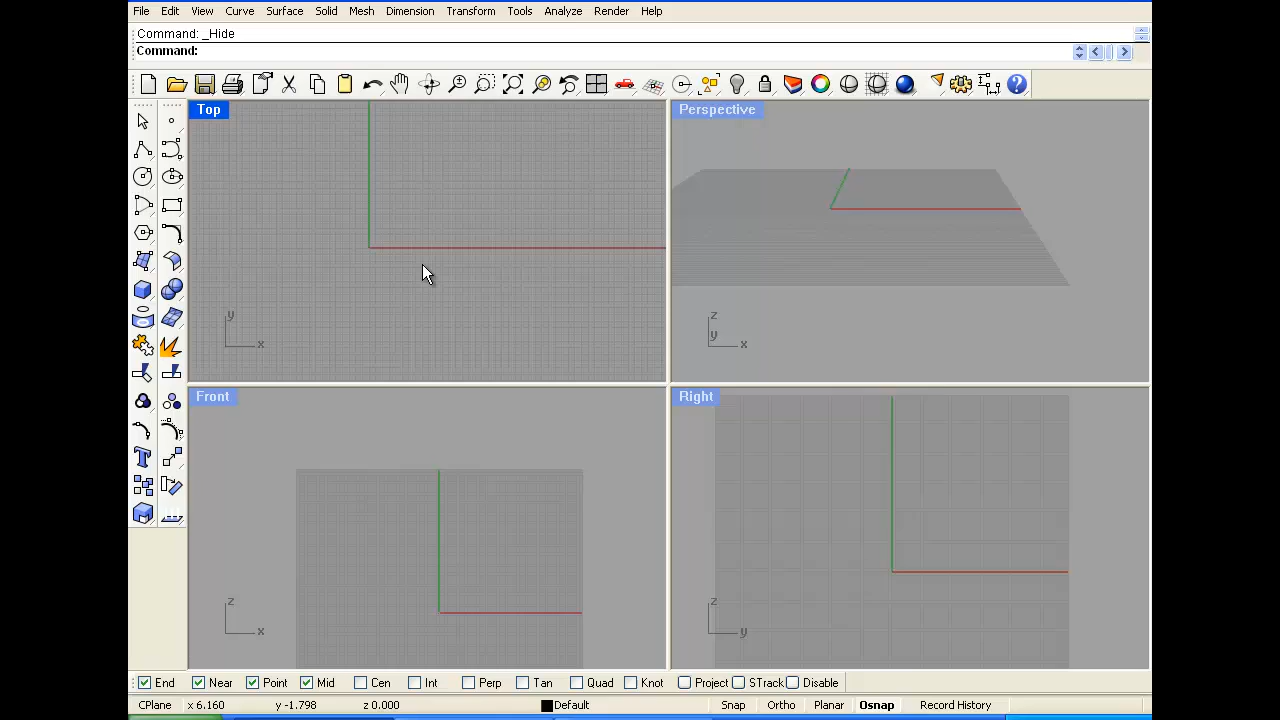 File Edit View Curve Surface Solid Mesh Dimension Transform Tools Analyze Render Help
Command: _Hide
Command:
Top
Perspective
y
x
z
y
x
Front
Right
z
x
z
y
End Near Point Mid Cen Int Perp Tan Quad Knot Project STrack Disable
CPlane x 6.160 y -1.798 z 0.000 Default Snap Ortho Planar Osnap Record History